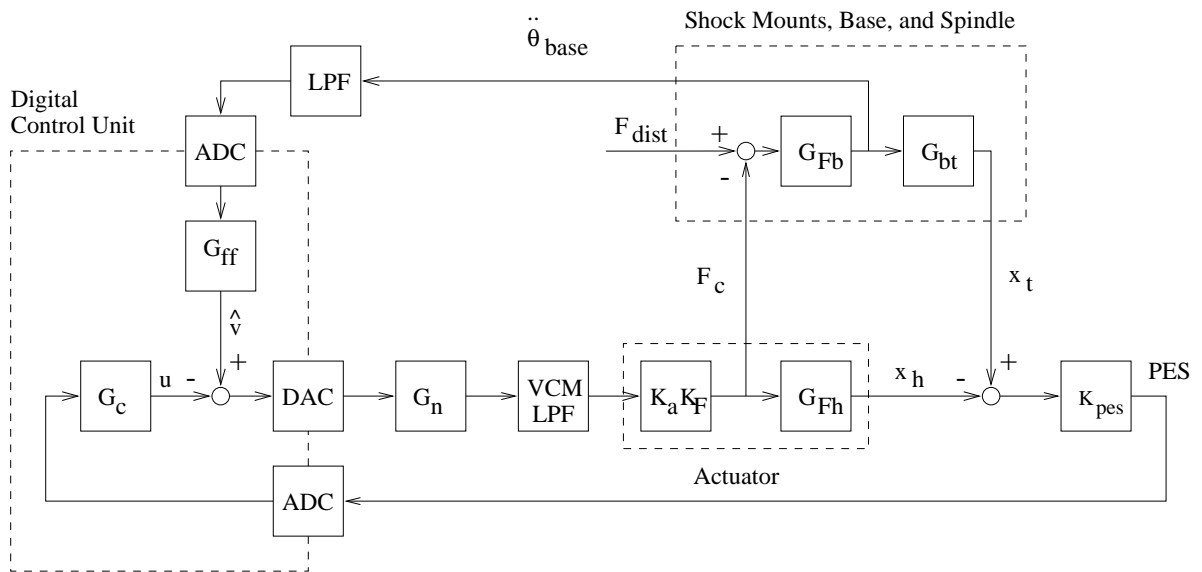 Shock Mounts, Base, and Spindle
θ̈ base
LPF
Digital
Control Unit
ADC
F dist
+
-
G Fb
G bt
G ff
F c
x t
v̂
+
G c
u
-
DAC
G n
VCM
LPF
K a K F
G Fh
x h
-
+
PES
K pes
Actuator
ADC